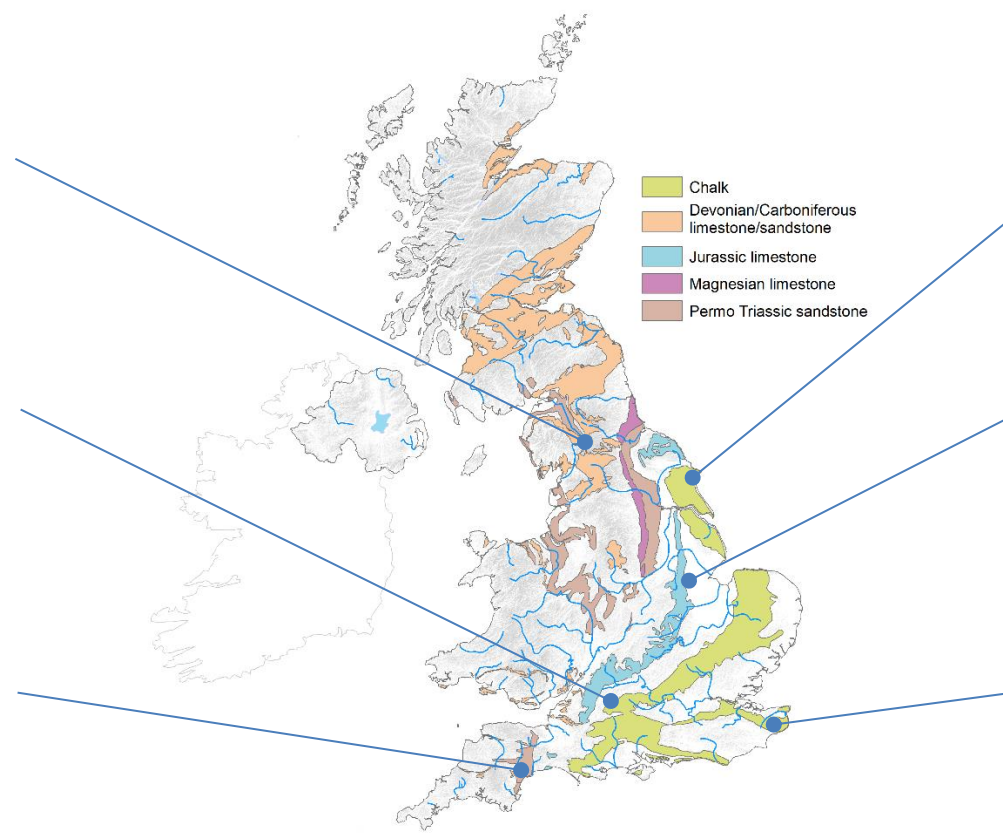 Chalk
Devonian/Carboniferous
limestone/sandstone
Jurassic limestone
Magnesian limestone
Permo Triassic sandstone